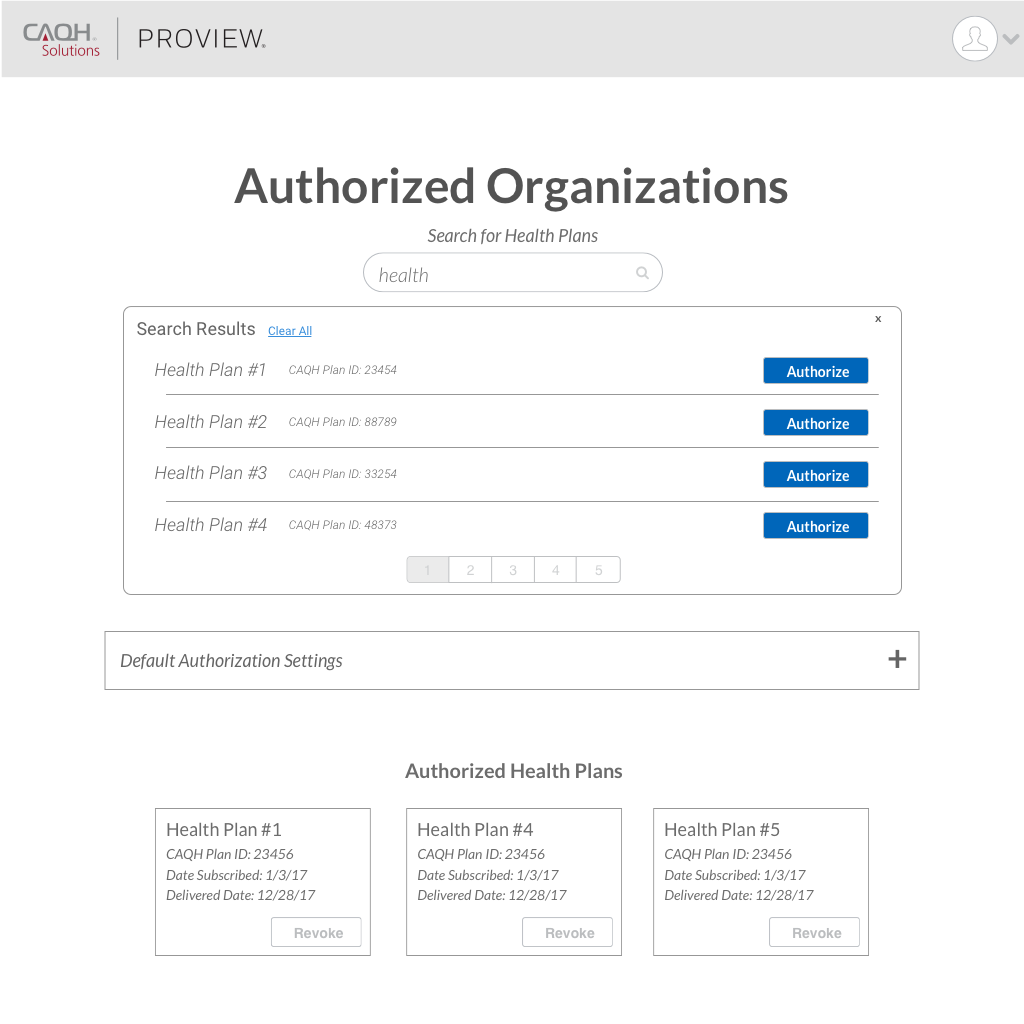 CAQH
Solutions
PROVIEW.
Authorized Organizations
Search for Health Plans
health
x
Search Results Clear All
Health Plan #1 CAQH Plan ID: 23454 Authorize
Health Plan #2 CAQH Plan ID: 88789 Authorize
Health Plan #3 CAQH Plan ID: 33254 Authorize
Health Plan #4 CAQH Plan ID: 48373 Authorize
1 2 3 4 5
Default Authorization Settings +
Authorized Health Plans
Health Plan #1
CAQH Plan ID: 23456
Date Subscribed: 1/3/17
Delivered Date: 12/28/17
Revoke
Health Plan #4
CAQH Plan ID: 23456
Date Subscribed: 1/3/17
Delivered Date: 12/28/17
Revoke
Health Plan #5
CAQH Plan ID: 23456
Date Subscribed: 1/3/17
Delivered Date: 12/28/17
Revoke